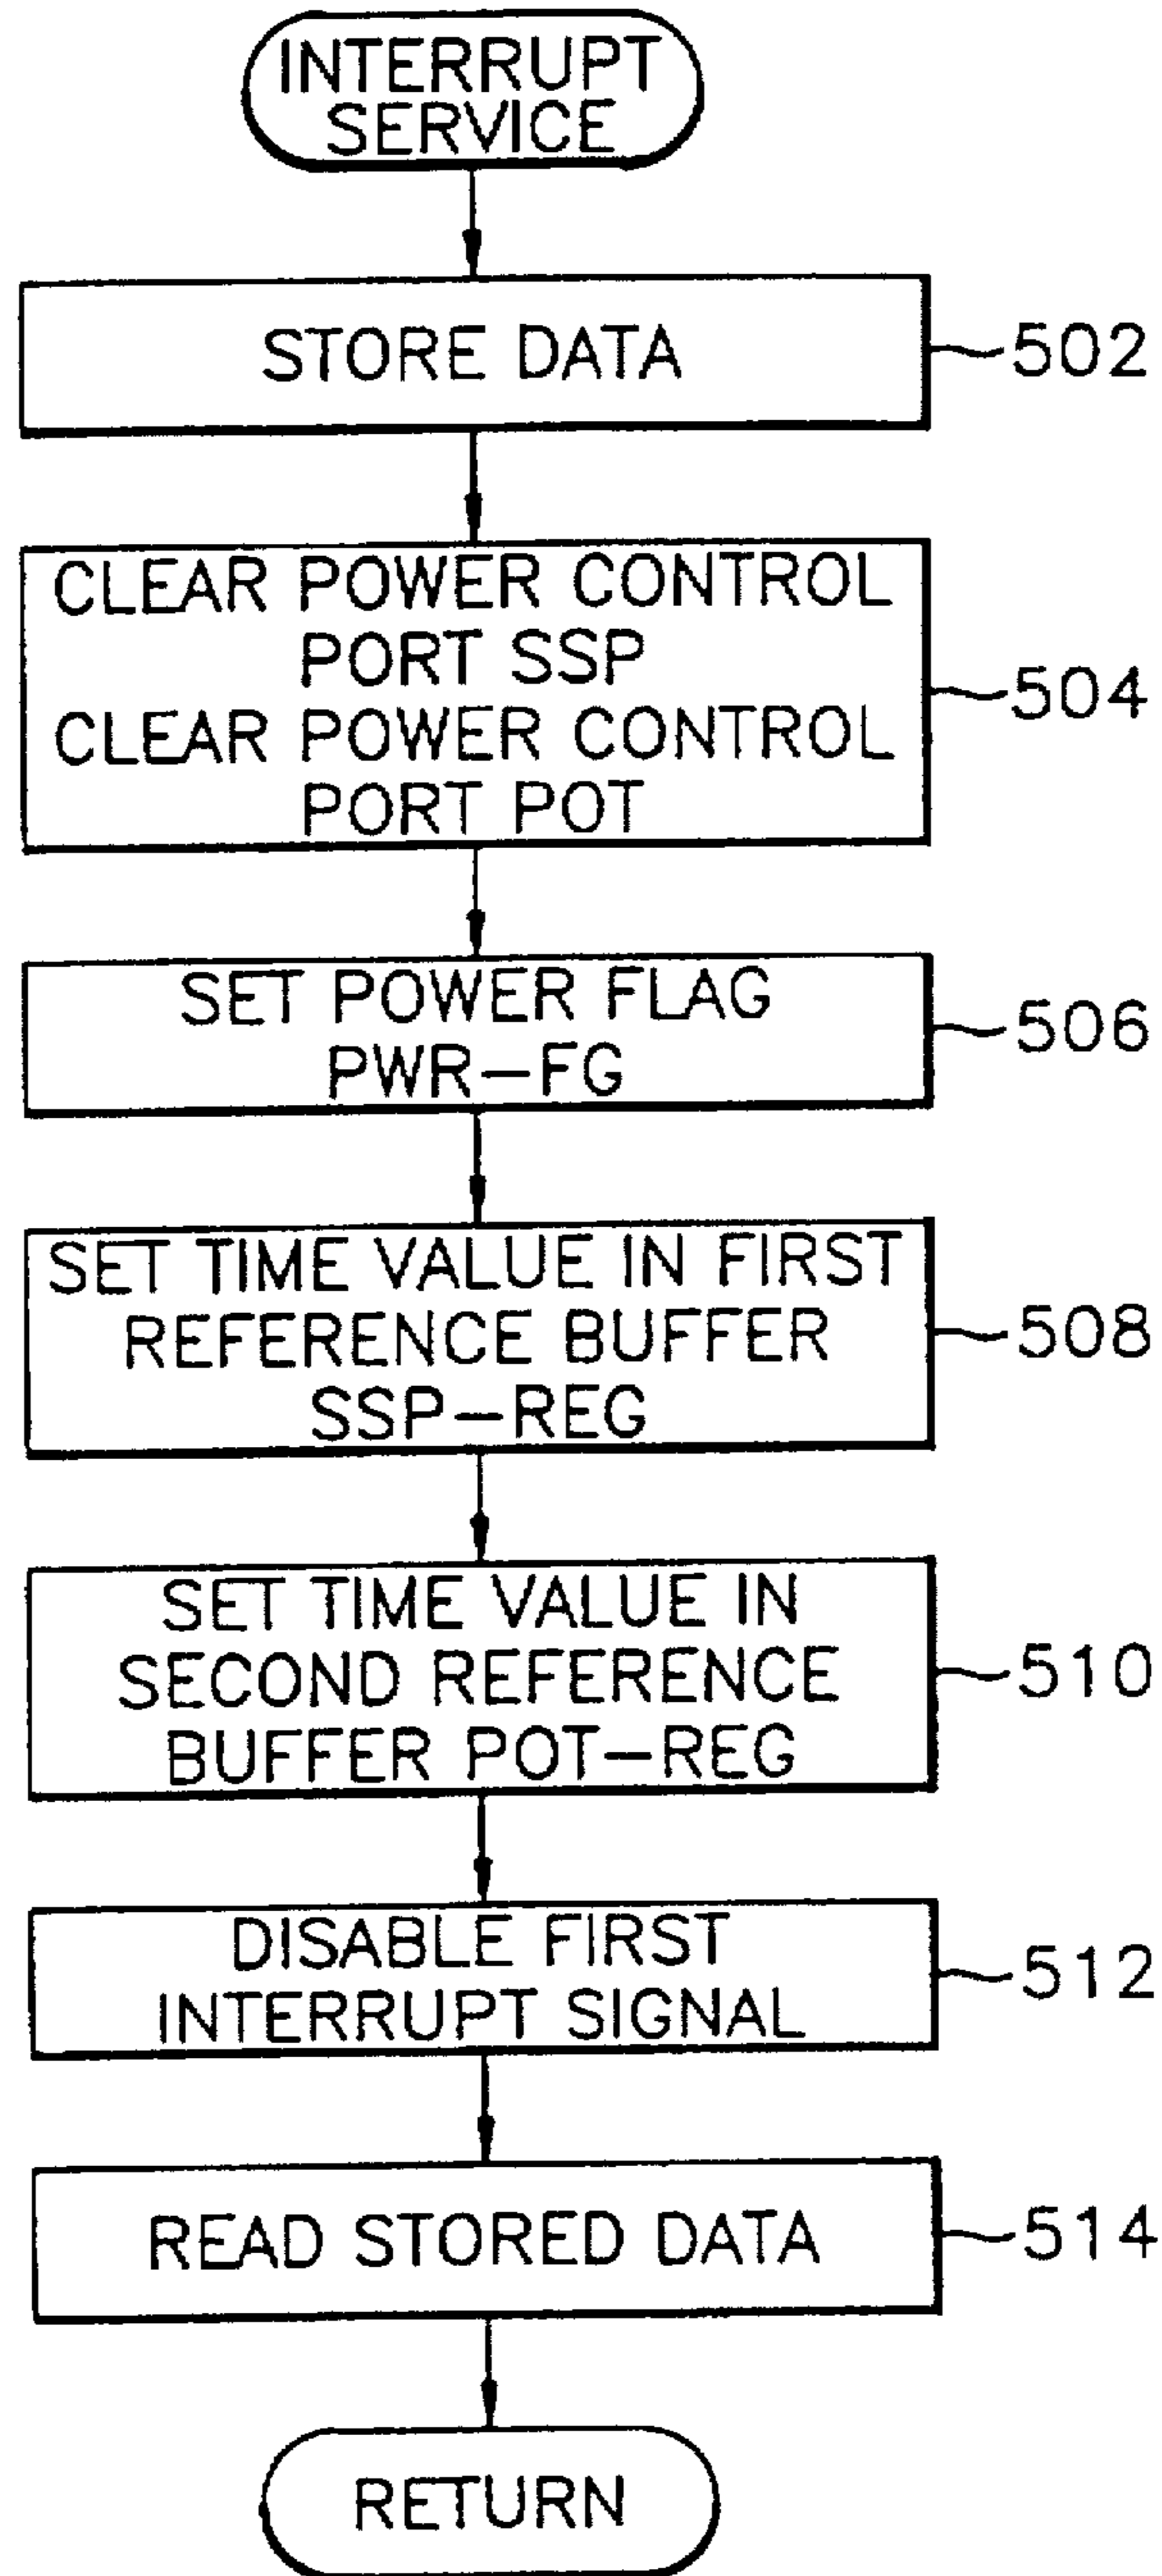 INTERRUPT
SERVICE
STORE DATA
502
CLEAR POWER CONTROL
PORT SSP
CLEAR POWER CONTROL
PORT POT
504
SET POWER FLAG
PWR-FG
506
SET TIME VALUE IN FIRST
REFERENCE BUFFER
SSP-REG
508
SET TIME VALUE IN
SECOND REFERENCE
BUFFER POT-REG
510
DISABLE FIRST
INTERRUPT SIGNAL
512
READ STORED DATA
514
RETURN